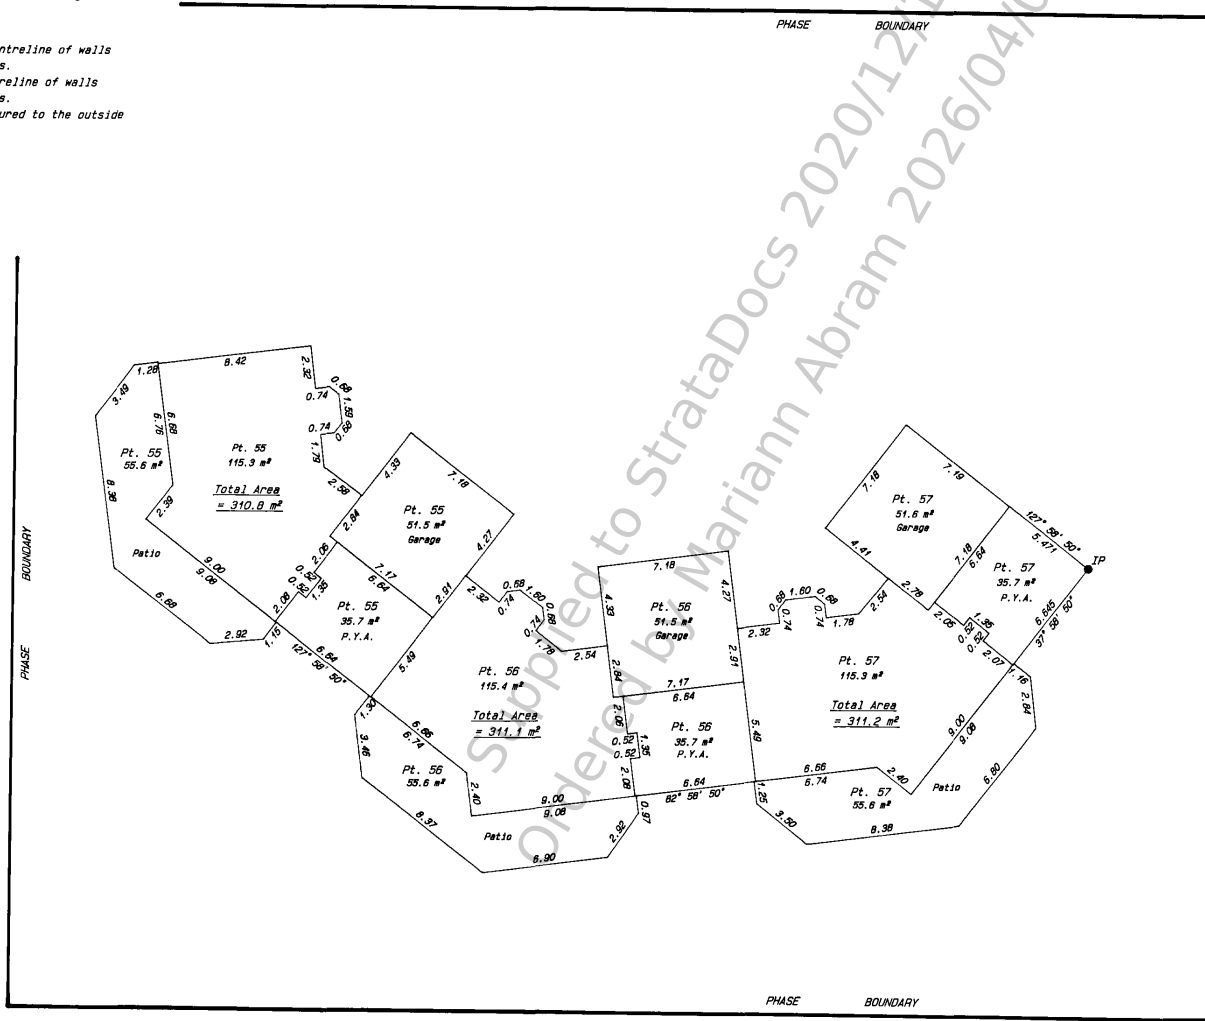 PHASE BOUNDARY
ntreline of walls
s.
reline of walls
s.
ured to the outside
Supplied to StrataDocs 2020/12/1
Ordered by Mariann Abram 2026/04/0
PHASE BOUNDARY
8.42
1.28
3.49
2.32
0.68
0.74
1.59
0.74
0.68
6.76
6.69
Pt. 55
55.6 m²
Pt. 55
115.3 m²
1.79
8.38
Total Area
= 310.8 m²
2.58
2.39
4.33
7.18
Pt. 55
51.5 m²
Garage
2.84
4.27
Patio
9.00
9.08
2.06
7.17
6.64
0.52
0.52
1.35
2.08
Pt. 55
35.7 m²
P.Y.A.
2.91
6.68
2.92
1.15
6.64
127° 58' 50"
5.49
2.32
0.68
1.60
0.74
0.68
0.74
1.78
2.54
7.18
4.33
4.27
Pt. 56
51.5 m²
Garage
2.84
2.91
7.17
6.64
Pt. 56
115.4 m²
Total Area
= 311.1 m²
2.06
0.52
0.52
1.35
2.08
Pt. 56
35.7 m²
P.Y.A.
1.30
3.46
6.66
6.74
Pt. 56
55.6 m²
2.40
9.00
9.08
8.37
Patio
6.90
2.92
0.97
6.64
82° 58' 50"
5.49
2.32
0.68
1.60
0.68
0.74
0.74
1.78
2.54
Pt. 57
115.3 m²
Total Area
= 311.2 m²
7.18
7.19
Pt. 57
51.6 m²
Garage
4.41
2.78
7.18
6.64
127° 58' 50"
5.471
IP
Pt. 57
35.7 m²
P.Y.A.
6.645
37° 58' 50"
2.05
0.52
1.35
0.52
2.07
1.16
2.84
9.00
9.08
6.66
6.74
2.40
1.25
3.50
Pt. 57
55.6 m²
Patio
8.38
6.80
PHASE BOUNDARY